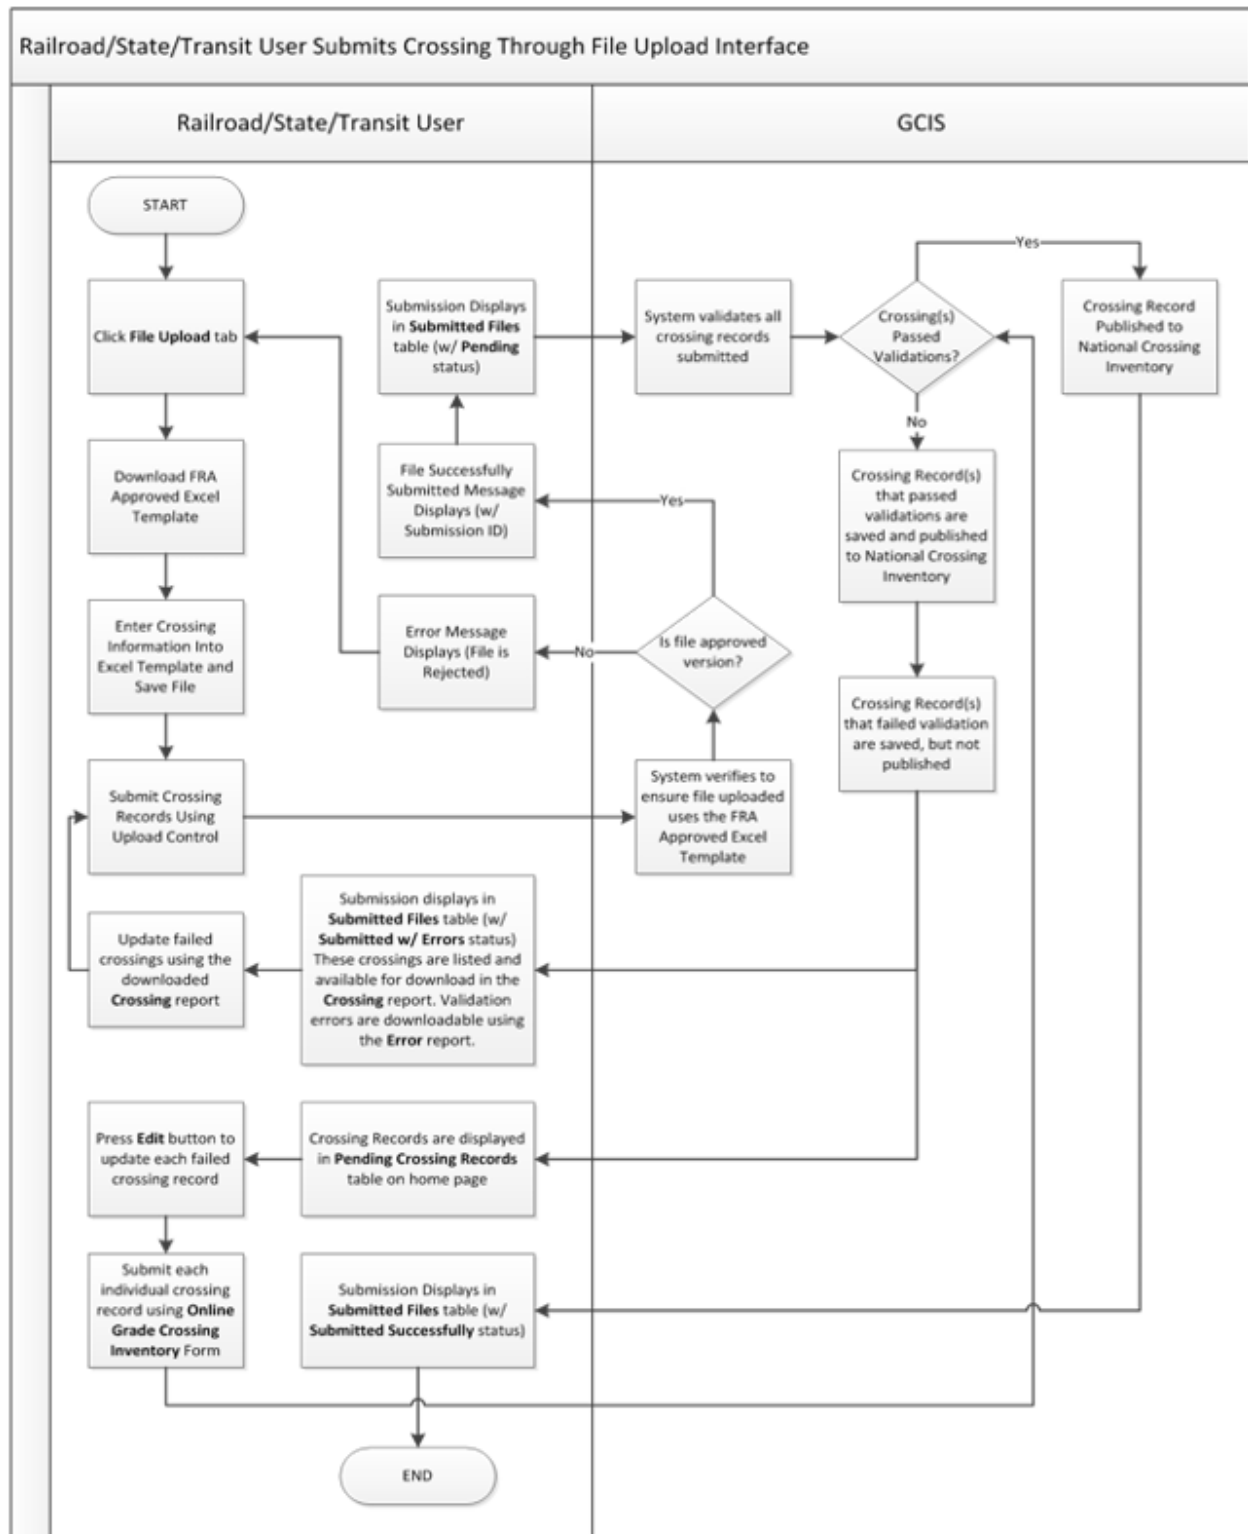 Railroad/State/Transit User Submits Crossing Through File Upload Interface
Railroad/State/Transit User
GCIS
START
Click File Upload tab
Download FRA
Approved Excel
Template
Enter Crossing
Information Into
Excel Template and
Save File
Submit Crossing
Records Using
Upload Control
Update failed
crossings using the
downloaded
Crossing report
Press Edit button to
update each failed
crossing record
Submit each
individual crossing
record using Online
Grade Crossing
Inventory Form
Submission Displays
in Submitted Files
table (w/ Pending
status)
File Successfully
Submitted Message
Displays (w/
Submission ID)
Error Message
Displays (File is
Rejected)
Submission displays in
Submitted Files table (w/
Submitted w/ Errors status)
These crossings are listed and
available for download in the
Crossing report. Validation
errors are downloadable using
the Error report.
Crossing Records are displayed
in Pending Crossing Records
table on home page
Submission Displays in
Submitted Files table (w/
Submitted Successfully status)
END
System validates all
crossing records
submitted
Yes
No
Is file approved
version?
System verifies to
ensure file uploaded
uses the FRA
Approved Excel
Template
Crossing(s)
Passed
Validations?
Yes
No
Crossing Record(s)
that passed
validations are
saved and published
to National Crossing
Inventory
Crossing Record(s)
that failed validation
are saved, but not
published
Crossing Record
Published to
National Crossing
Inventory